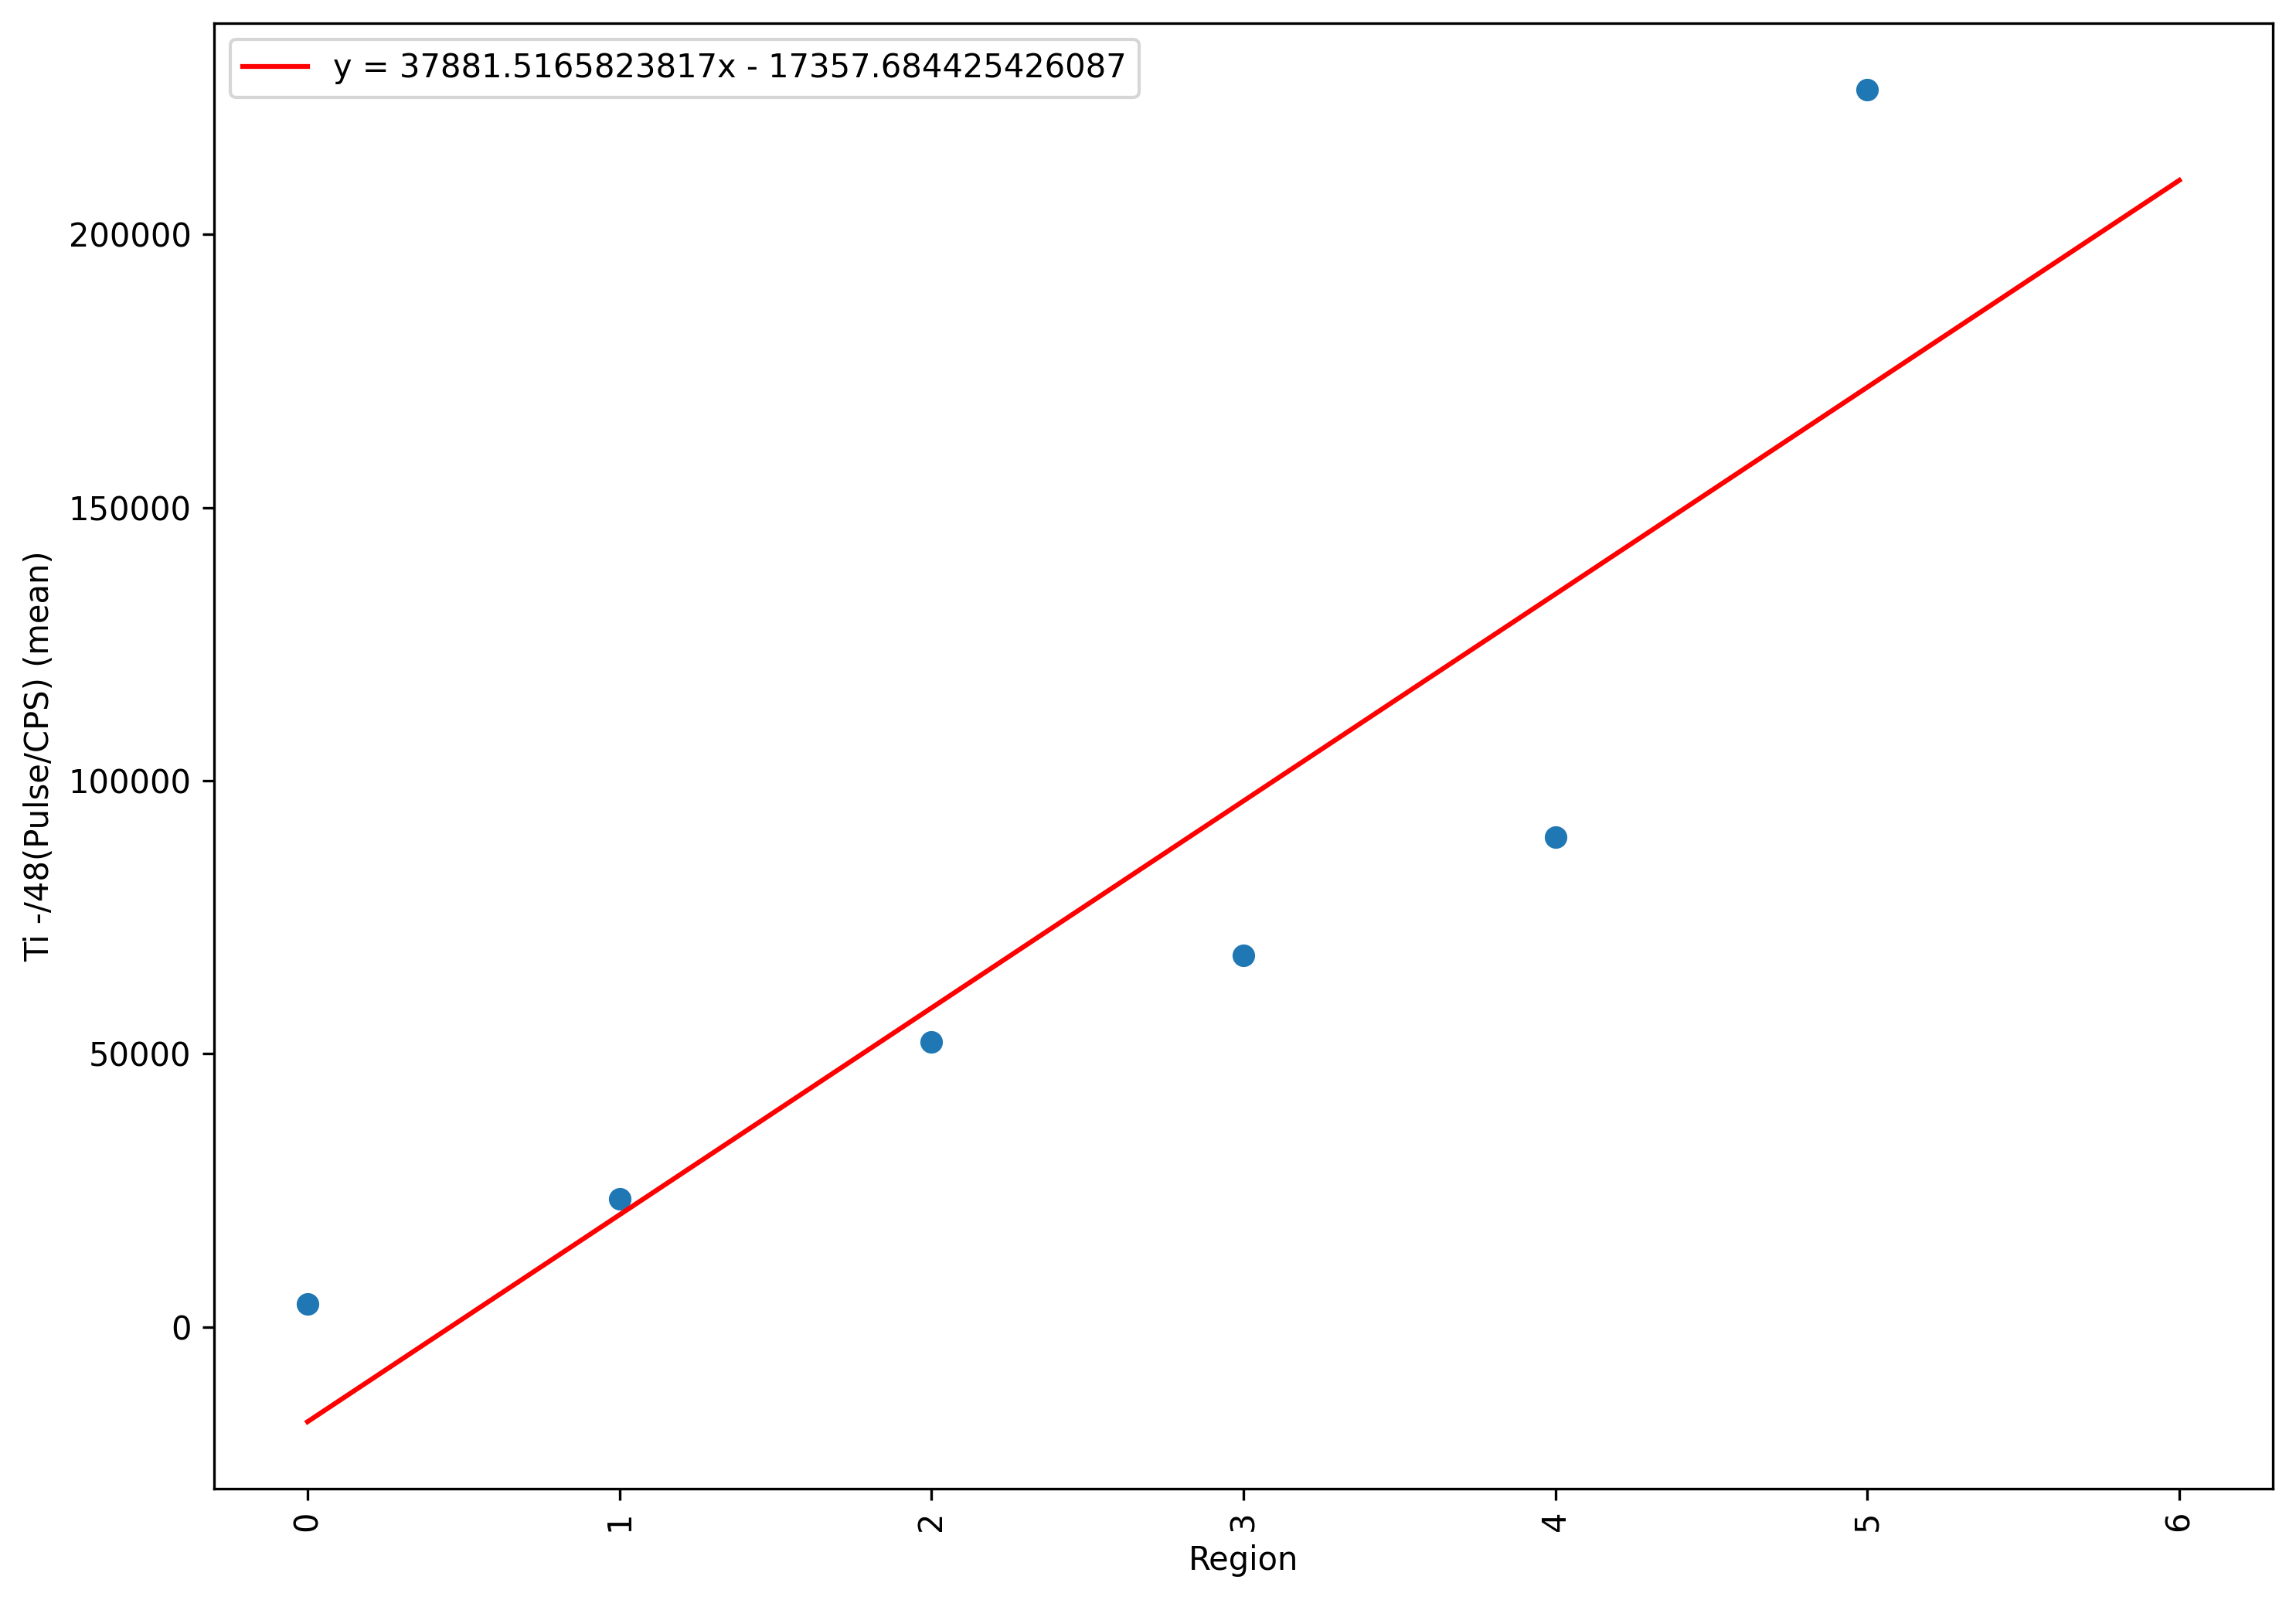 y = 37881.5165823817x - 17357.684425426087
200000
150000
100000
50000
0
Ti -/48(Pulse/CPS) (mean)
0 1 2 3 4 5 6
Region